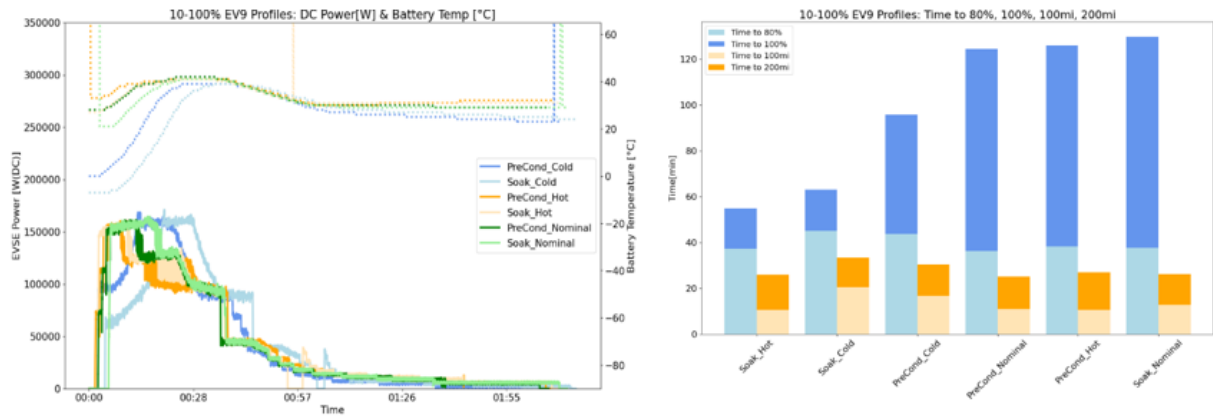 10-100% EV9 Profiles: DC Power[W] & Battery Temp [°C]
350000
300000
250000
200000
150000
100000
50000
0
EVSE Power [W(DC)]
60
40
20
0
−20
−40
−60
−80
Battery Temperature [°C]
PreCond_Cold
Soak_Cold
PreCond_Hot
Soak_Hot
PreCond_Nominal
Soak_Nominal
00:00
00:28
00:57
01:26
01:55
Time
10-100% EV9 Profiles: Time to 80%, 100%, 100mi, 200mi
Time to 80%
Time to 100%
Time to 100mi
Time to 200mi
120
100
80
60
40
20
0
Time[min]
Soak_Hot
Soak_Cold
PreCond_Cold
PreCond_Nominal
PreCond_Hot
Soak_Nominal